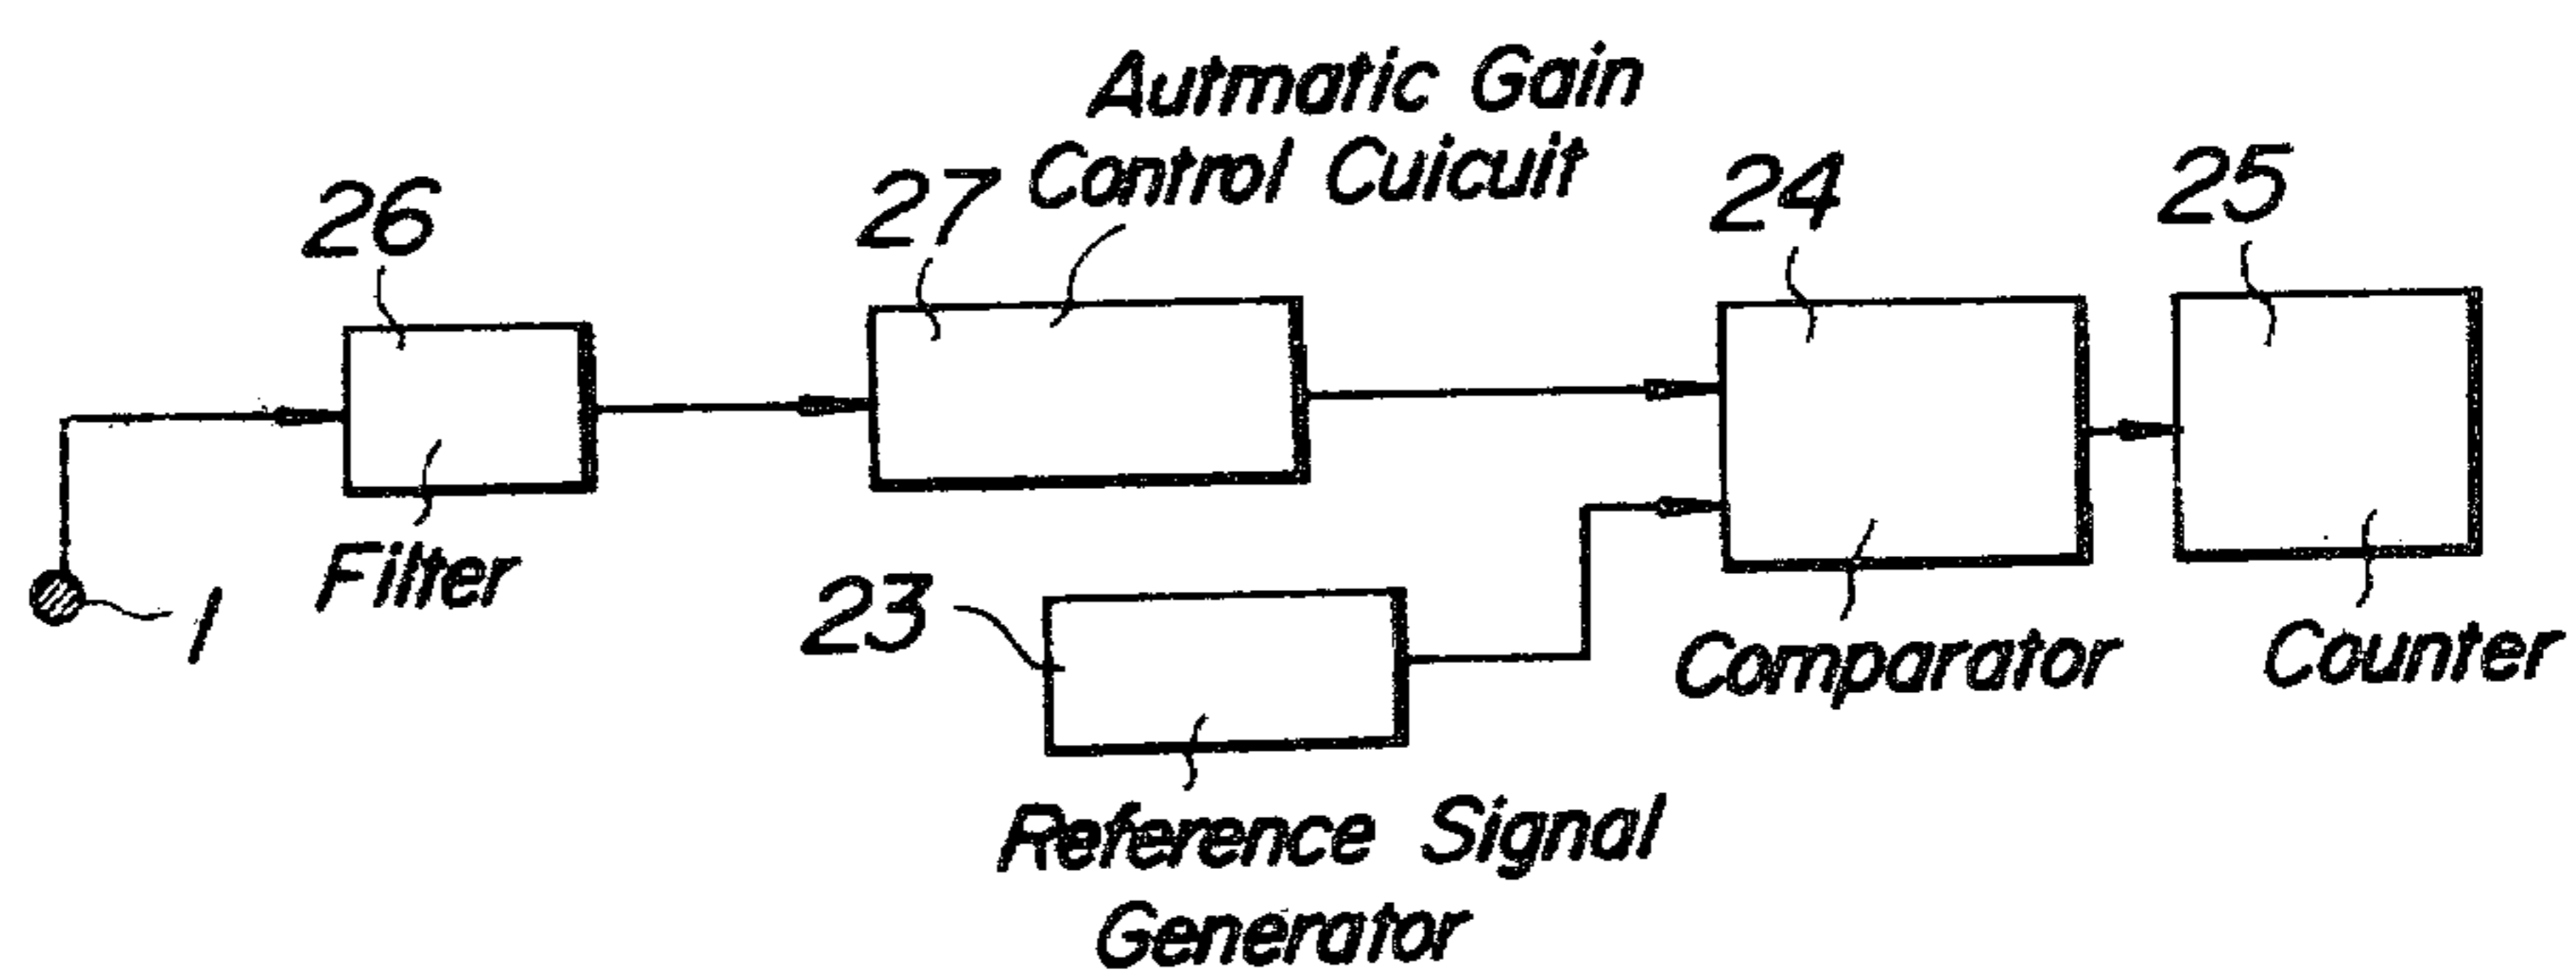 Autmatic Gain
Control Cuicuit
26
27
24
25
Filter
1
23
Comparator
Counter
Reference Signal
Generator